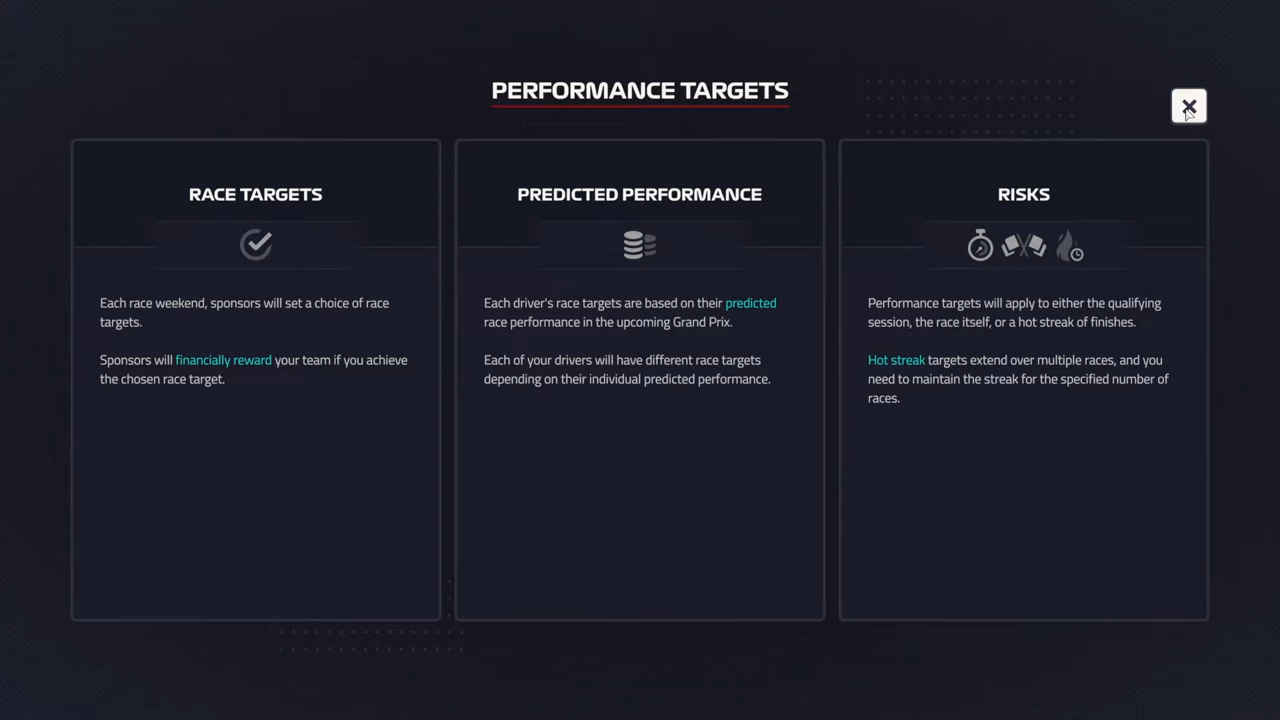 PERFORMANCE TARGETS
RACE TARGETS
Each race weekend, sponsors will set a choice of race
targets.
Sponsors will financially reward your team if you achieve
the chosen race target.
PREDICTED PERFORMANCE
Each driver's race targets are based on their predicted
race performance in the upcoming Grand Prix.
Each of your drivers will have different race targets
depending on their individual predicted performance.
RISKS
Performance targets will apply to either the qualifying
session, the race itself, or a hot streak of finishes.
Hot streak targets extend over multiple races, and you
need to maintain the streak for the specified number of
races.